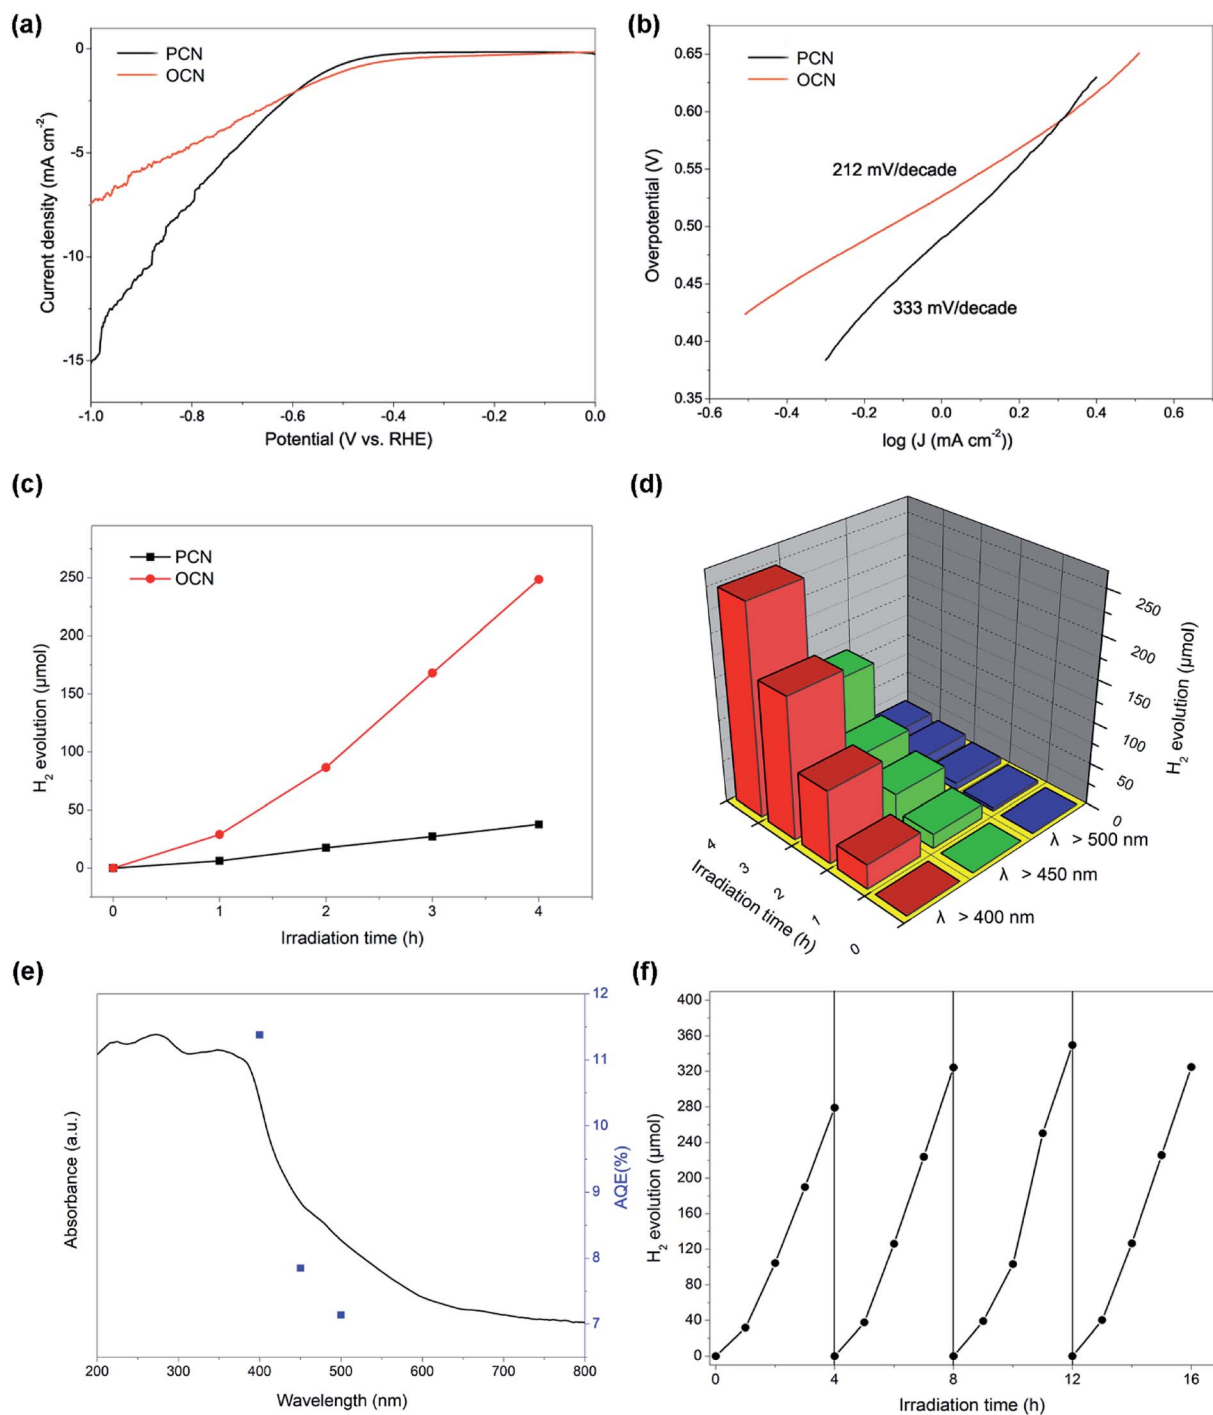 (a)
PCN
OCN
0
-5
-10
-15
Current density (mA cm⁻²)
-1.0 -0.8 -0.6 -0.4 -0.2 0.0
Potential (V vs. RHE)
(b)
PCN
OCN
0.65
0.60
0.55
0.50
0.45
0.40
0.35
Overpotential (V)
212 mV/decade
333 mV/decade
-0.6 -0.4 -0.2 0.0 0.2 0.4 0.6
log (J (mA cm⁻²))
(c)
PCN
OCN
250
200
150
100
50
0
H₂ evolution (µmol)
0 1 2 3 4
Irradiation time (h)
(d)
250
200
150
100
50
0
H₂ evolution (µmol)
λ > 500 nm
λ > 450 nm
λ > 400 nm
4
3
2
1
0
Irradiation time (h)
(e)
Absorbance (a.u.)
12
11
10
9
8
7
AQE(%)
200 300 400 500 600 700 800
Wavelength (nm)
(f)
400
360
320
280
240
200
160
120
80
40
0
H₂ evolution (µmol)
0 4 8 12 16
Irradiation time (h)